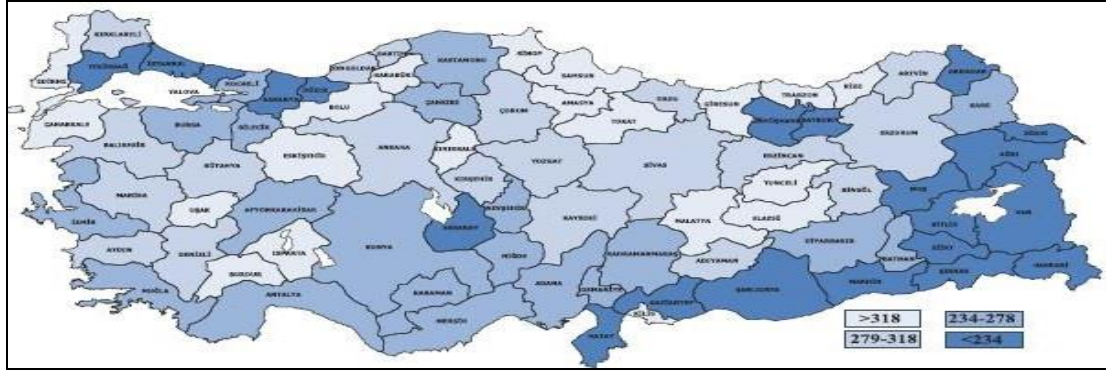 KIRKLARELİ
EDİRNE
TEKİRDAĞ
İSTANBUL
YALOVA
KOCAELİ
SAKARYA
DÜZCE
BOLU
ZONGULDAK
BARTIN
KARABÜK
KASTAMONU
SİNOP
SAMSUN
ÇANKIRI
ÇORUM
AMASYA
TOKAT
ORDU
GİRESUN
TRABZON
RİZE
ARTVİN
ARDAHAN
KARS
GÜMÜŞHANE
BAYBURT
ERZURUM
ERZİNCAN
IĞDIR
AĞRI
ÇANAKKALE
BALIKESİR
BURSA
BİLECİK
KÜTAHYA
ESKİŞEHİR
ANKARA
KIRIKKALE
KIRŞEHİR
YOZGAT
SİVAS
TUNCELİ
BİNGÖL
MUŞ
VAN
MANİSA
İZMİR
UŞAK
AFYONKARAHİSAR
KONYA
AKSARAY
NEVŞEHİR
KAYSERİ
MALATYA
ELAZIĞ
DİYARBAKIR
BİTLİS
AYDIN
DENİZLİ
ISPARTA
BURDUR
NİĞDE
KAHRAMANMARAŞ
ADIYAMAN
BATMAN
SİİRT
ŞIRNAK
HAKKARİ
MUĞLA
ANTALYA
KARAMAN
MERSİN
ADANA
OSMANİYE
GAZİANTEP
KİLİS
HATAY
ŞANLIURFA
MARDİN
>318 234-278
279-318 <234